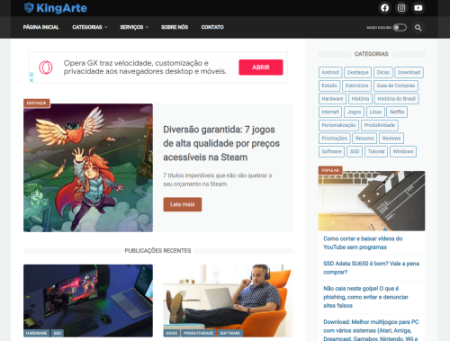 KingArte
PÁGINA INICIAL CATEGORIAS SERVIÇOS SOBRE NÓS CONTATO
MODO ESCURO
Opera GX traz velocidade, customização e
privacidade aos navegadores desktop e móveis.
ABRIR
DESTAQUE
Diversão garantida: 7 jogos
de alta qualidade por preços
acessíveis na Steam
7 títulos imperdíveis que não vão quebrar o
seu orçamento na Steam.
Leia mais
PUBLICAÇÕES RECENTES
HARDWARE SSD
DICAS PRODUTIVIDADE SOFTWARE
CATEGORIAS
Android Destaque Dicas Download
Estudo Exercícios Guia de Compras
Hardware História História do Brasil
Internet Jogos Linux Netflix
Personalização Produtividade
Promoções Resumo Reviews
Software SSD Tutorial Windows
POPULAR
Como cortar e baixar vídeos do
YouTube sem programas
SSD Adata SU650 é bom? Vale a pena
comprar?
Não caia neste golpe! O que é
phishing, como evitar e denunciar
sites falsos
Download: Melhor multijogos para PC
com vários sistemas (Atari, Amiga,
Dreamcast, Gameboy, Nintendo, Wii e